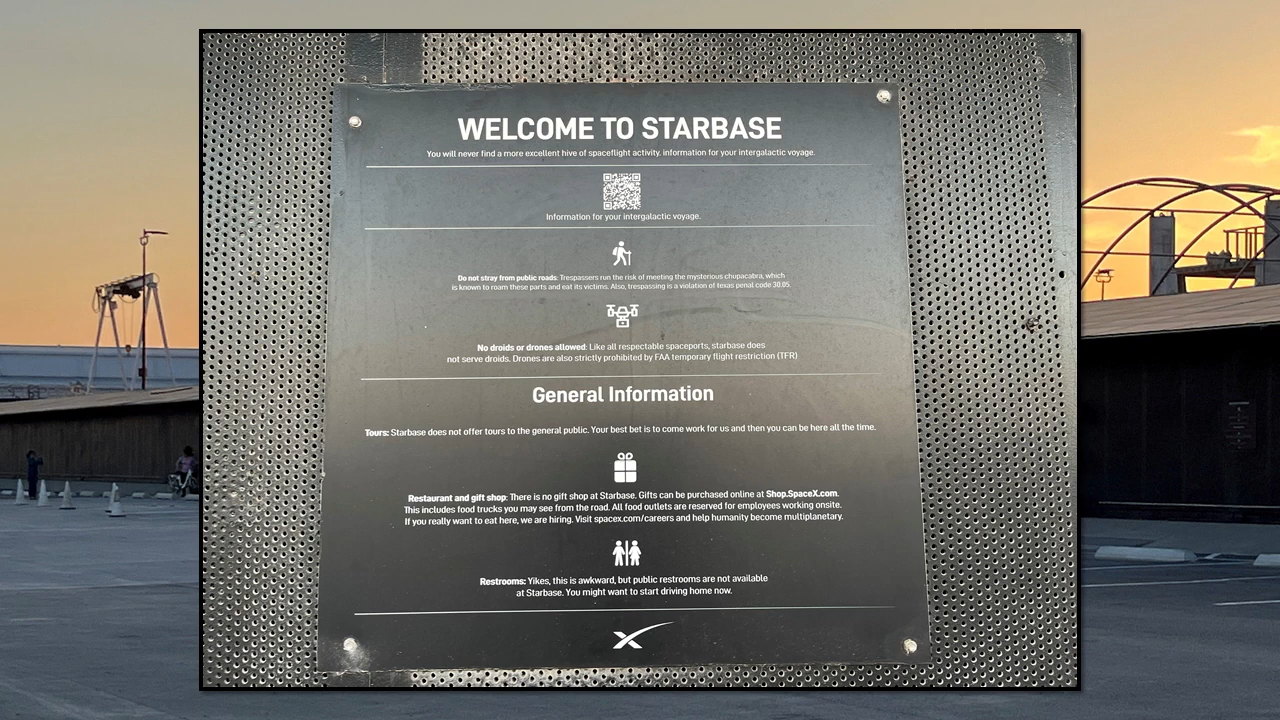 WELCOME TO STARBASE
You will never find a more excellent hive of spaceflight activity. information for your intergalactic voyage.
Information for your intergalactic voyage.
Do not stray from public roads: Trespassers run the risk of meeting the mysterious chupacabra, which
is known to roam these parts and eat its victims. Also, trespassing is a violation of texas penal code 30.05.
No droids or drones allowed: Like all respectable spaceports, starbase does
not serve droids. Drones are also strictly prohibited by FAA temporary flight restriction (TFR)
General Information
Tours: Starbase does not offer tours to the general public. Your best bet is to come work for us and then you can be here all the time.
Restaurant and gift shop: There is no gift shop at Starbase. Gifts can be purchased online at Shop.SpaceX.com.
This includes food trucks you may see from the road. All food outlets are reserved for employees working onsite.
If you really want to eat here, we are hiring. Visit spacex.com/careers and help humanity become multiplanetary.
Restrooms: Yikes, this is awkward, but public restrooms are not available
at Starbase. You might want to start driving home now.